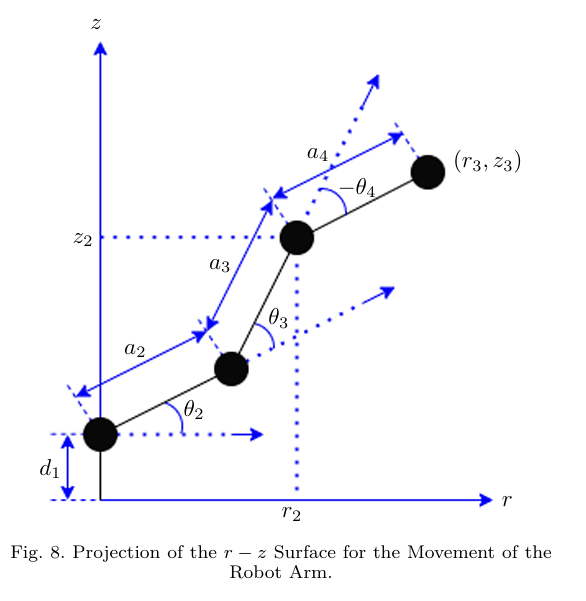 z
a₄
(r₃, z₃)
−θ₄
z₂
a₃
θ₃
a₂
θ₂
d₁
r
r₂
Fig. 8. Projection of the r − z Surface for the Movement of the
Robot Arm.